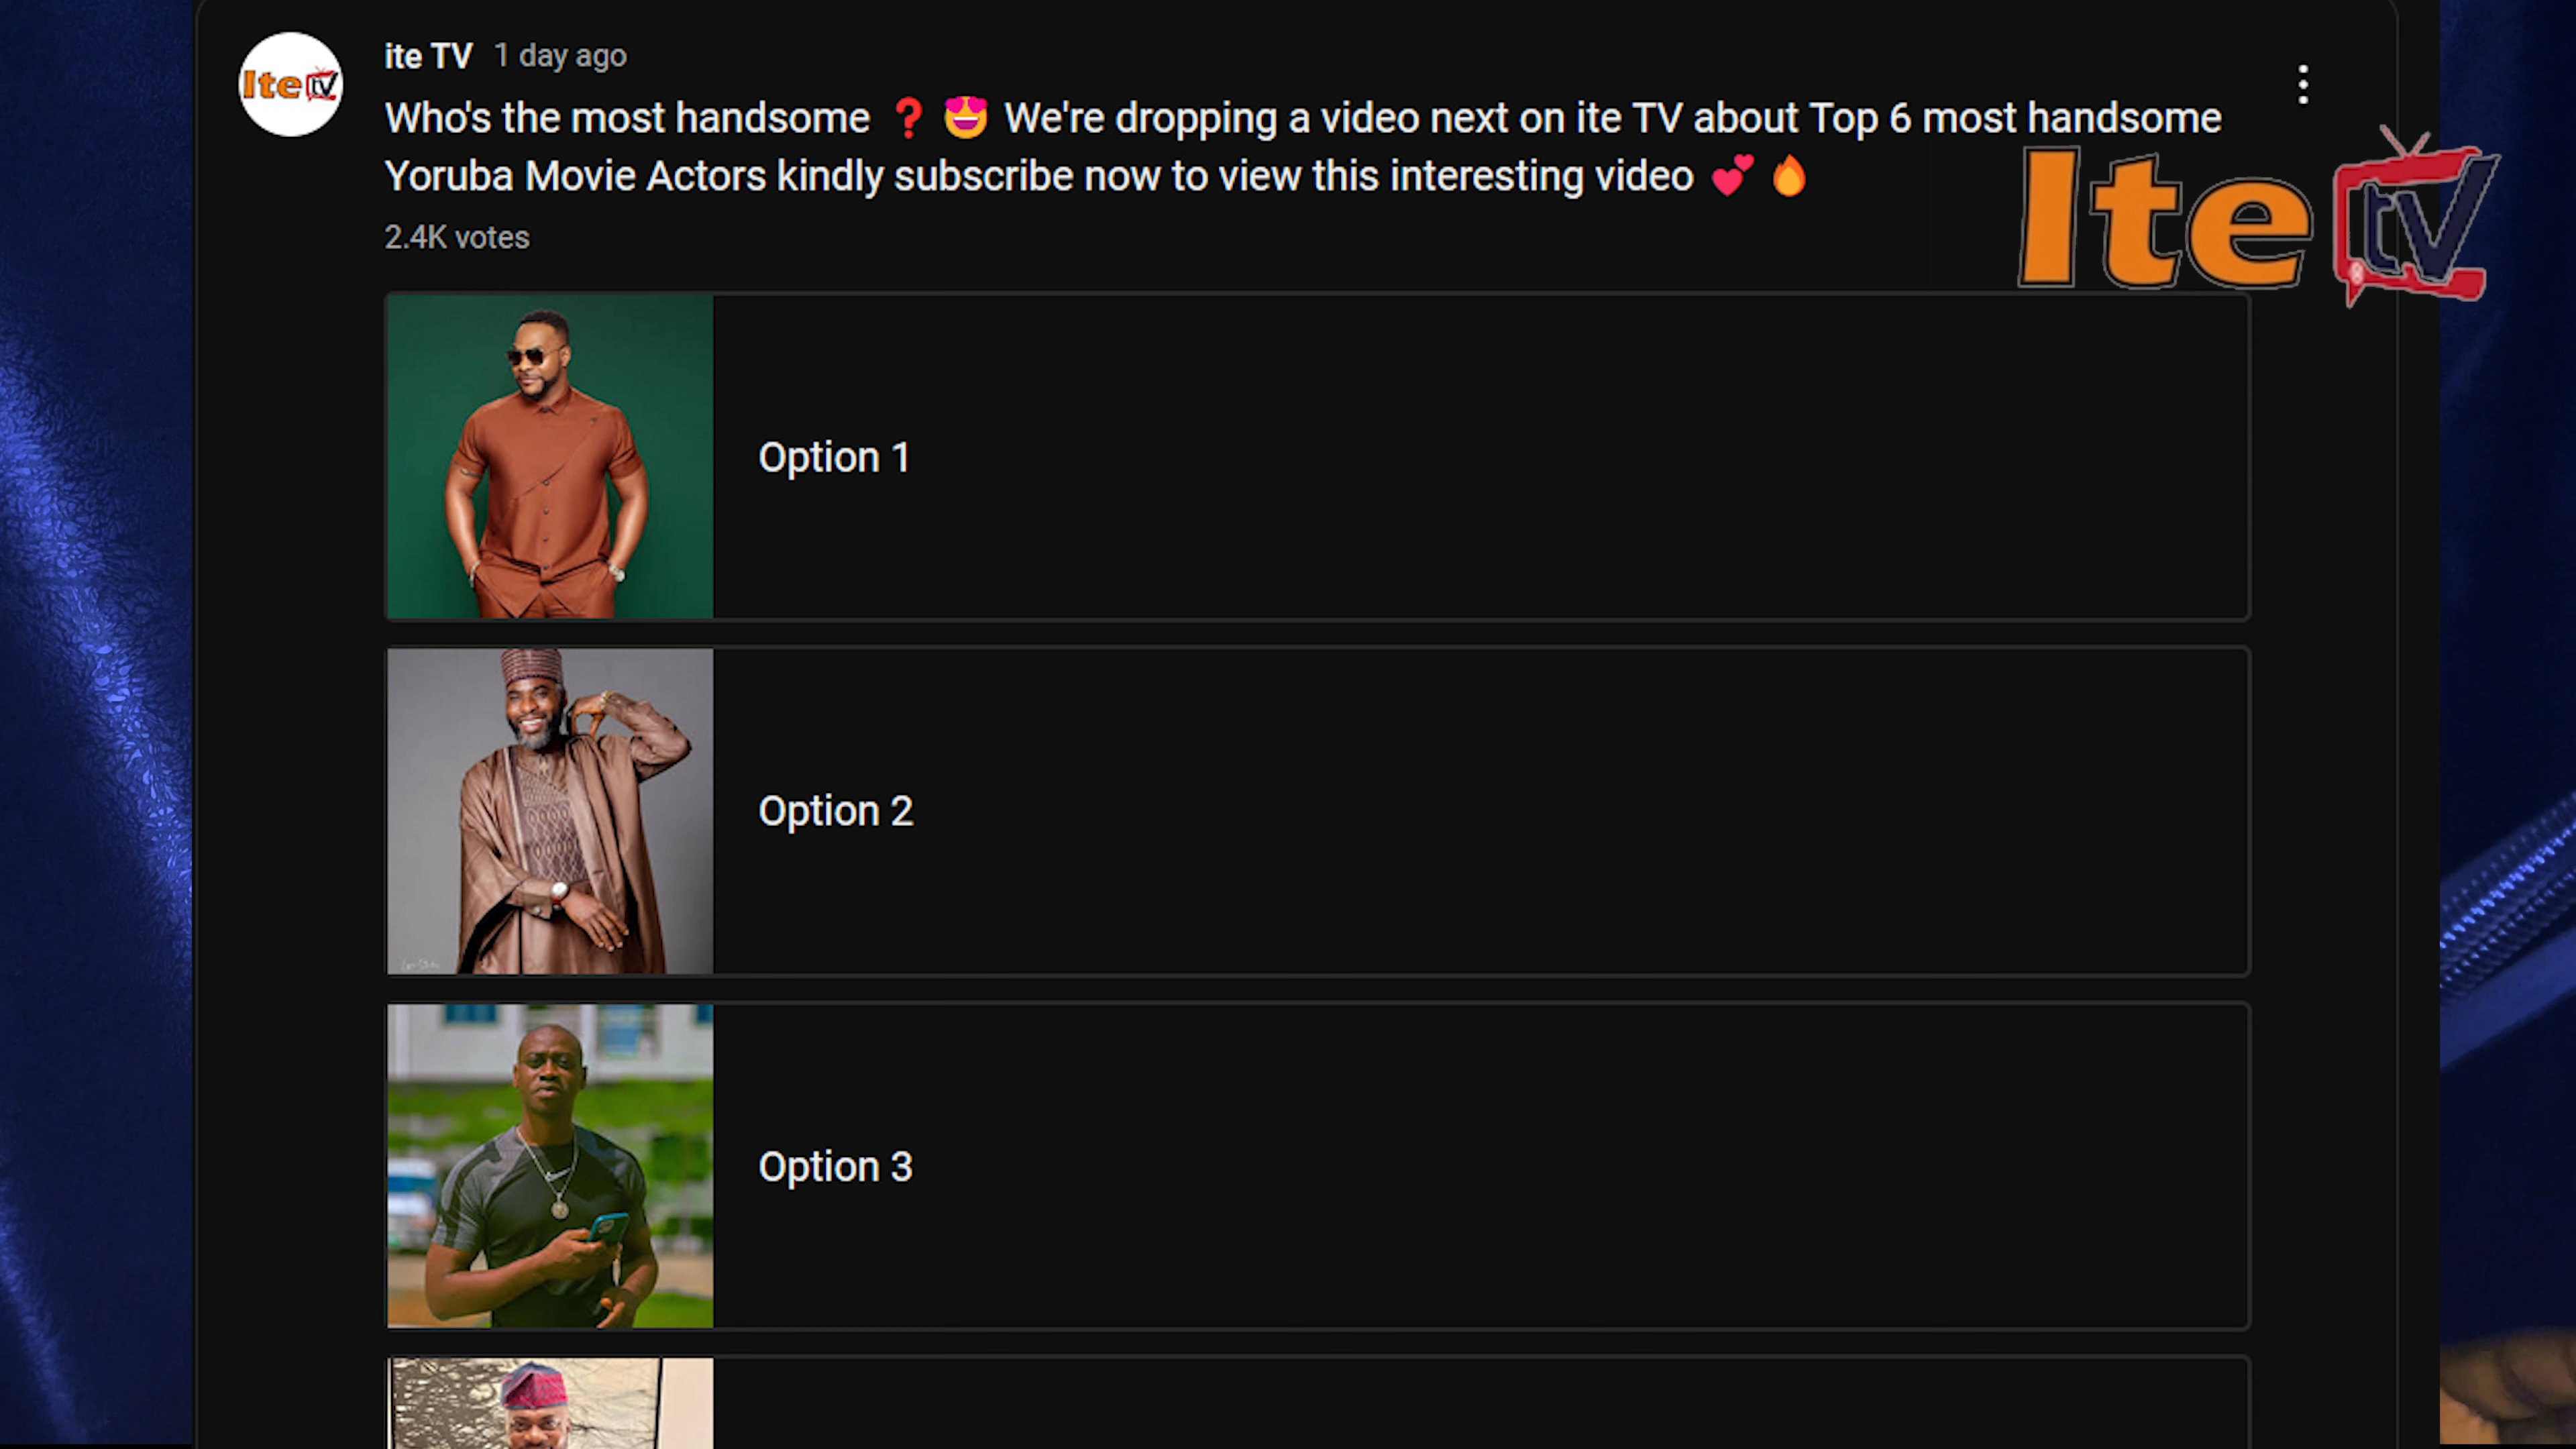 Ite tv
ite TV 1 day ago
Who's the most handsome ❓ 😍 We're dropping a video next on ite TV about Top 6 most handsome
Yoruba Movie Actors kindly subscribe now to view this interesting video 💕 🔥
2.4K votes
Ite tv
Option 1
Option 2
Option 3